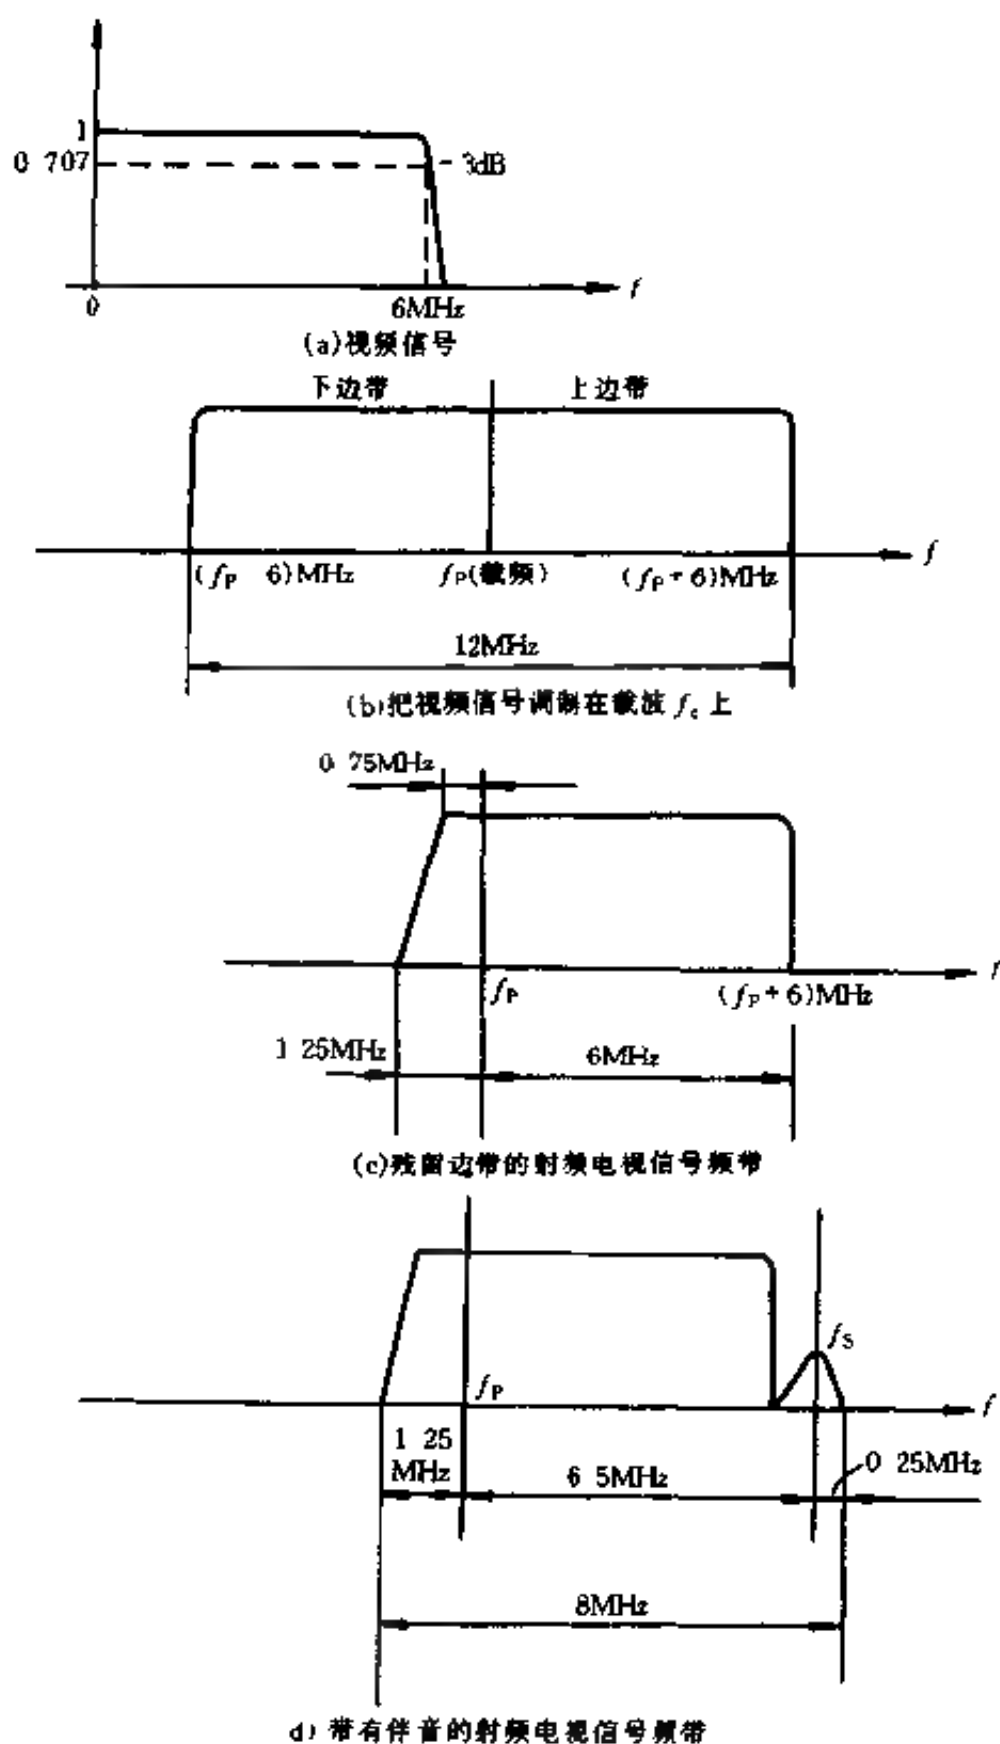 1
0 707
-3dB
0
6MHz
f
(a)视频信号
下边带
上边带
(fP 6)MHz
fP(载频)
(fP+6)MHz
f
12MHz
(b)把视频信号调制在载波 fc 上
0 75MHz
fP
(fP+6)MHz
f
1 25MHz
6MHz
(c)残留边带的射频电视信号频带
fS
fP
f
1 25
MHz
6 5MHz
0 25MHz
8MHz
d) 带有伴音的射频电视信号频带